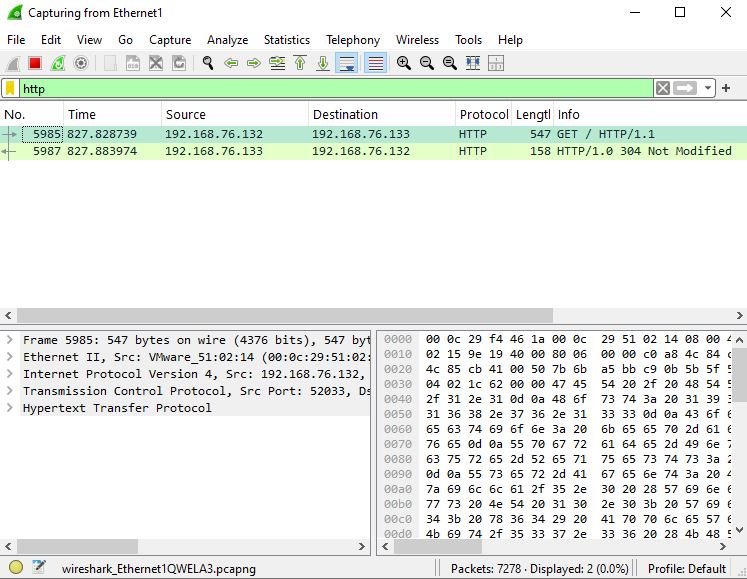 Capturing from Ethernet1
File Edit View Go Capture Analyze Statistics Telephony Wireless Tools Help
http
No. Time Source Destination Protocol Lengtl Info
5985 827.828739 192.168.76.132 192.168.76.133 HTTP 547 GET / HTTP/1.1
5987 827.883974 192.168.76.133 192.168.76.132 HTTP 158 HTTP/1.0 304 Not Modified
Frame 5985: 547 bytes on wire (4376 bits), 547 byt
Ethernet II, Src: VMware_51:02:14 (00:0c:29:51:02:
Internet Protocol Version 4, Src: 192.168.76.132,
Transmission Control Protocol, Src Port: 52033, Ds
Hypertext Transfer Protocol
0000 00 0c 29 f4 46 1a 00 0c 29 51 02 14 08 00 4
0010 02 15 9e 19 40 00 80 06 00 00 c0 a8 4c 84 c
0020 4c 85 cb 41 00 50 7b 6b a5 bb c9 0b 5b 5f 5
0030 04 02 1c 62 00 00 47 45 54 20 2f 20 48 54 5
0040 2f 31 2e 31 0d 0a 48 6f 73 74 3a 20 31 39 3
0050 31 36 38 2e 37 36 2e 31 33 33 0d 0a 43 6f 6
0060 65 63 74 69 6f 6e 3a 20 6b 65 65 70 2d 61 6
0070 76 65 0d 0a 55 70 67 72 61 64 65 2d 49 6e 7
0080 63 75 72 65 2d 52 65 71 75 65 73 74 73 3a 2
0090 0d 0a 55 73 65 72 2d 41 67 65 6e 74 3a 20 4
00a0 7a 69 6c 6c 61 2f 35 2e 30 20 28 57 69 6e 6
00b0 77 73 20 4e 54 20 31 30 2e 30 3b 20 57 69 6
00c0 34 3b 20 78 36 34 29 20 41 70 70 6c 65 57 6
00d0 4b 69 74 2f 35 33 37 2e 33 36 20 28 4b 48 5
wireshark_Ethernet1QWELA3.pcapng Packets: 7278 · Displayed: 2 (0.0%) Profile: Default